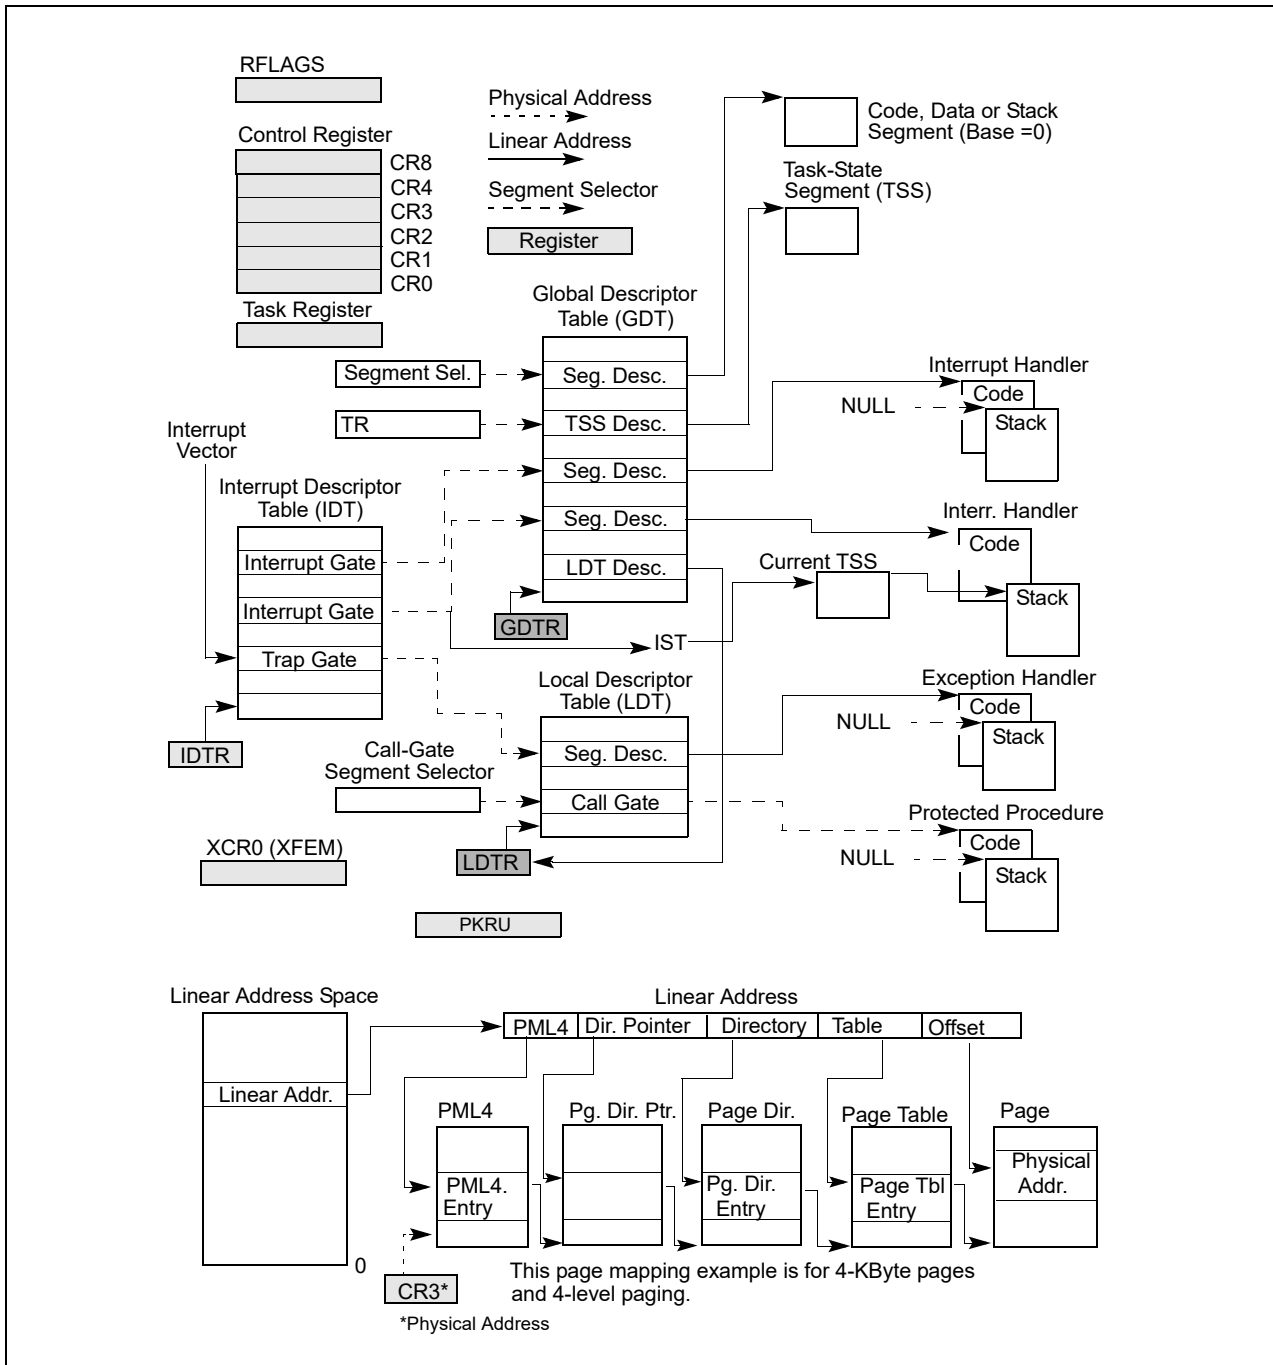 RFLAGS
Control Register
CR8
CR4
CR3
CR2
CR1
CR0
Task Register
Physical Address
Linear Address
Segment Selector
Register
Code, Data or Stack
Segment (Base =0)
Task-State
Segment (TSS)
Global Descriptor
Table (GDT)
Segment Sel.
Seg. Desc.
TR
TSS Desc.
Seg. Desc.
Seg. Desc.
LDT Desc.
GDTR
Interrupt Handler
Code
NULL
Stack
Interrupt
Vector
Interrupt Descriptor
Table (IDT)
Interrupt Gate
Interrupt Gate
Trap Gate
IDTR
Interr. Handler
Code
Current TSS
Stack
IST
Local Descriptor
Table (LDT)
Seg. Desc.
Call Gate
Call-Gate
Segment Selector
LDTR
Exception Handler
Code
NULL
Stack
Protected Procedure
Code
NULL
Stack
XCR0 (XFEM)
PKRU
Linear Address Space
Linear Addr.
0
Linear Address
PML4
Dir. Pointer
Directory
Table
Offset
PML4
Pg. Dir. Ptr.
Page Dir.
Page Table
Page
PML4.
Entry
Pg. Dir.
Entry
Page Tbl
Entry
Physical
Addr.
CR3*
This page mapping example is for 4-KByte pages
and 4-level paging.
*Physical Address